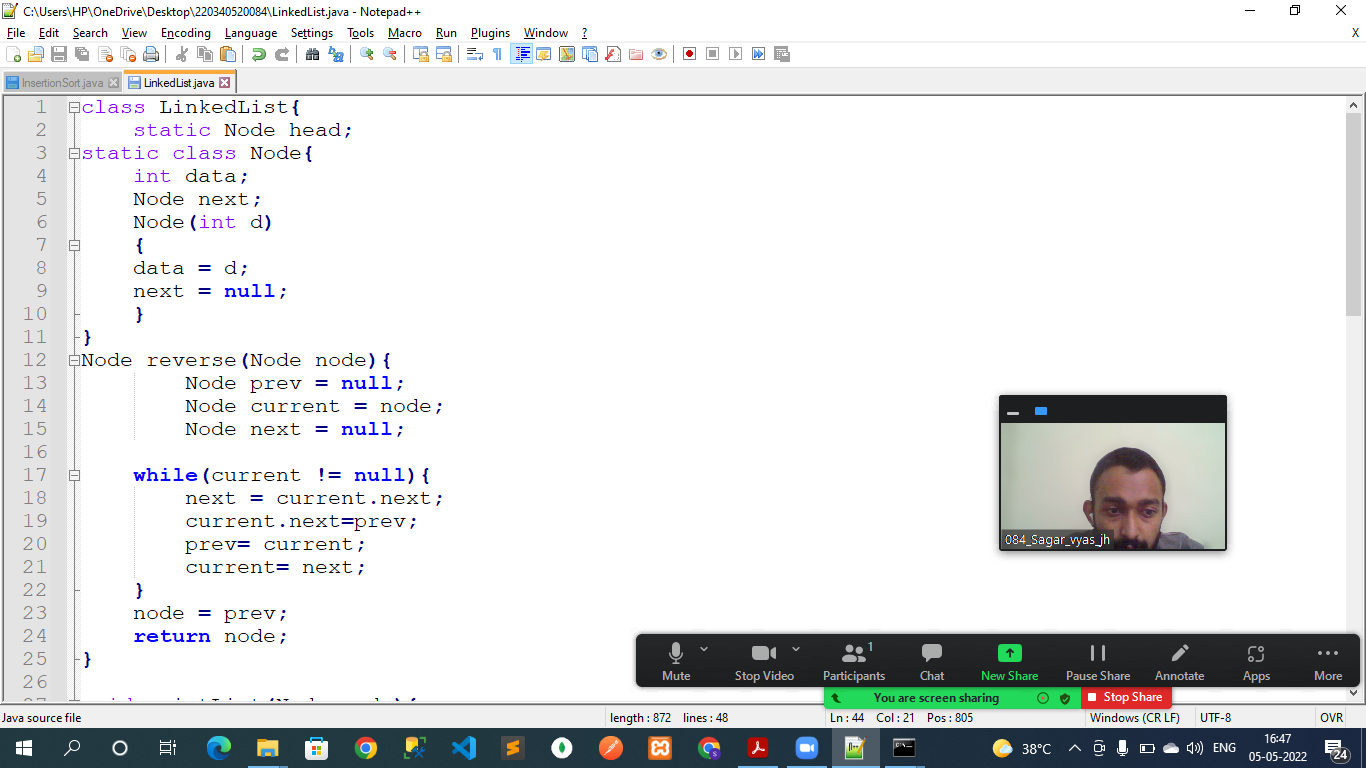 C:\Users\HP\OneDrive\Desktop\220340520084\LinkedList.java - Notepad++
File Edit Search View Encoding Language Settings Tools Macro Run Plugins Window ? X
InsertionSort.java LinkedList.java
1 class LinkedList{
2 static Node head;
3 static class Node{
4 int data;
5 Node next;
6 Node(int d)
7 {
8 data = d;
9 next = null;
10 }
11 }
12 Node reverse(Node node){
13 Node prev = null;
14 Node current = node;
15 Node next = null;
16
17 while(current != null){
18 next = current.next;
19 current.next=prev;
20 prev= current;
21 current= next;
22 }
23 node = prev;
24 return node;
25 }
26
084_Sagar_vyas_jh
1
Mute Stop Video Participants Chat New Share Pause Share Annotate Apps More
You are screen sharing Stop Share
Java source file length : 872 lines : 48 Ln : 44 Col : 21 Pos : 805 Windows (CR LF) UTF-8 OVR
38°C ENG 16:47
05-05-2022 24